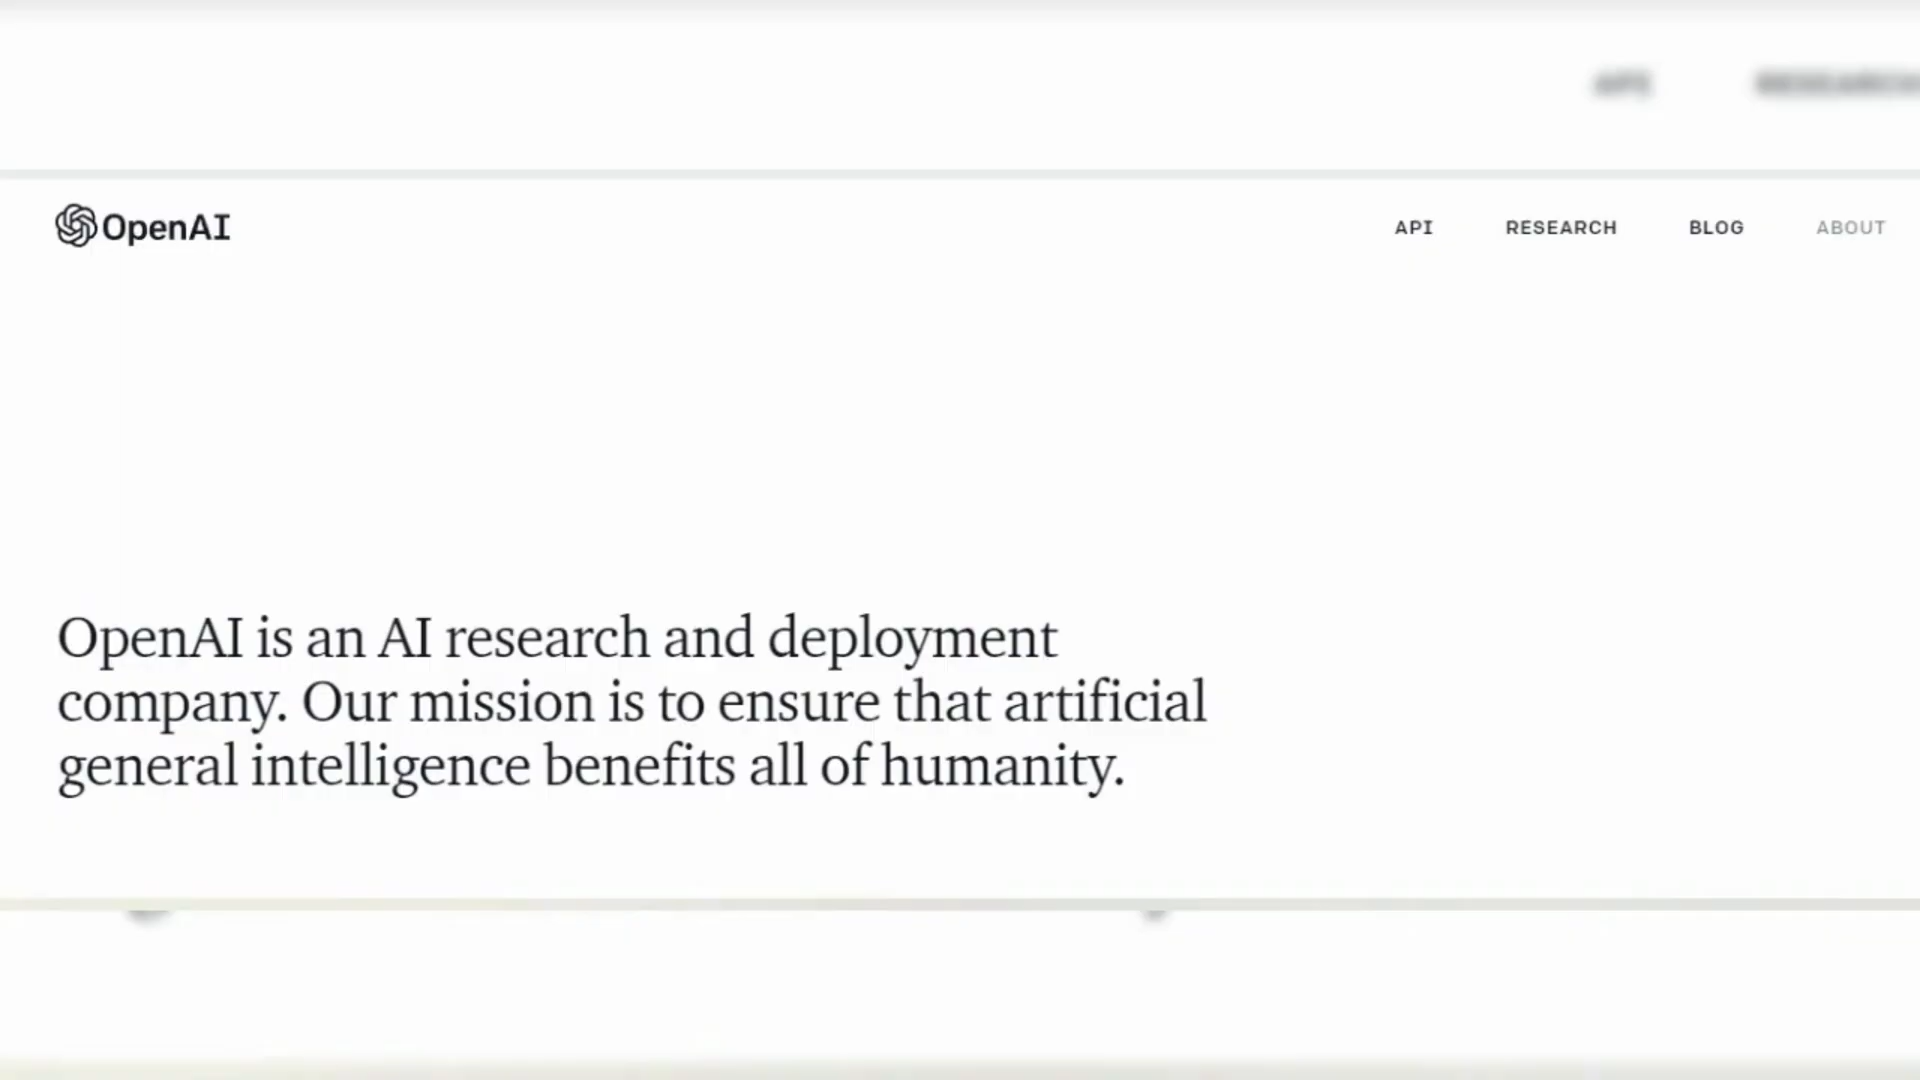 OpenAI
API RESEARCH BLOG ABOUT
OpenAI is an AI research and deployment
company. Our mission is to ensure that artificial
general intelligence benefits all of humanity.